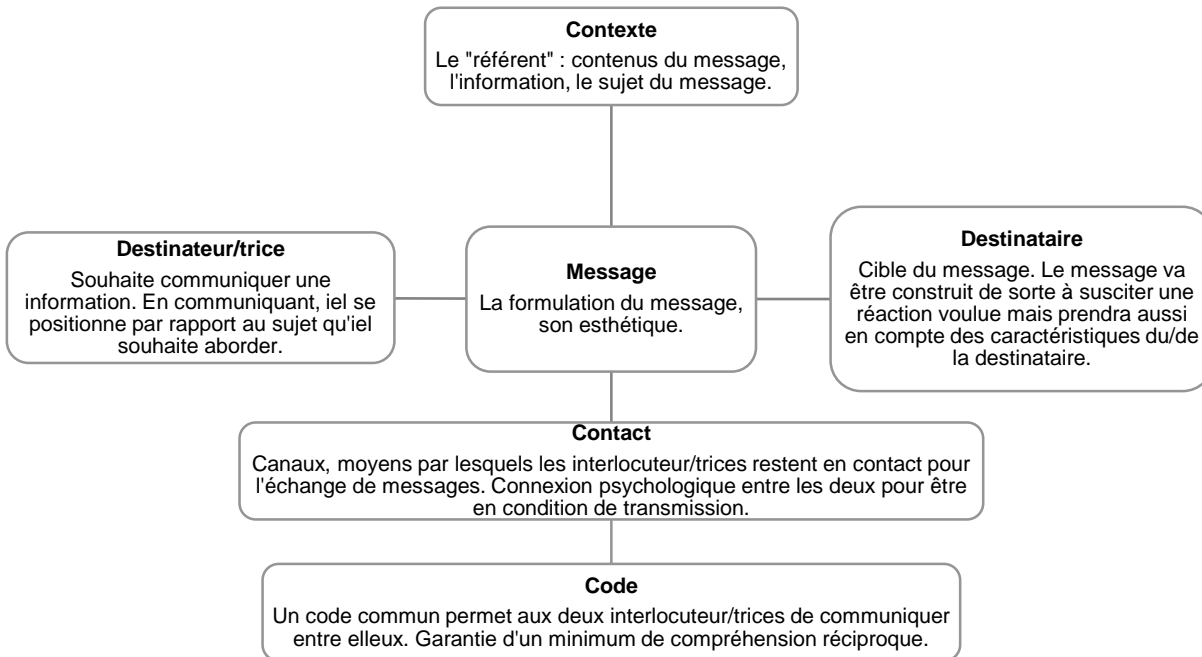 Contexte
Le "référent" : contenus du message,
l'information, le sujet du message.
Destinateur/trice
Souhaite communiquer une
information. En communiquant, iel se
positionne par rapport au sujet qu'iel
souhaite aborder.
Message
La formulation du message,
son esthétique.
Destinataire
Cible du message. Le message va
être construit de sorte à susciter une
réaction voulue mais prendra aussi
en compte des caractéristiques du/de
la destinataire.
Contact
Canaux, moyens par lesquels les interlocuteur/trices restent en contact pour
l'échange de messages. Connexion psychologique entre les deux pour être
en condition de transmission.
Code
Un code commun permet aux deux interlocuteur/trices de communiquer
entre elleux. Garantie d'un minimum de compréhension réciproque.